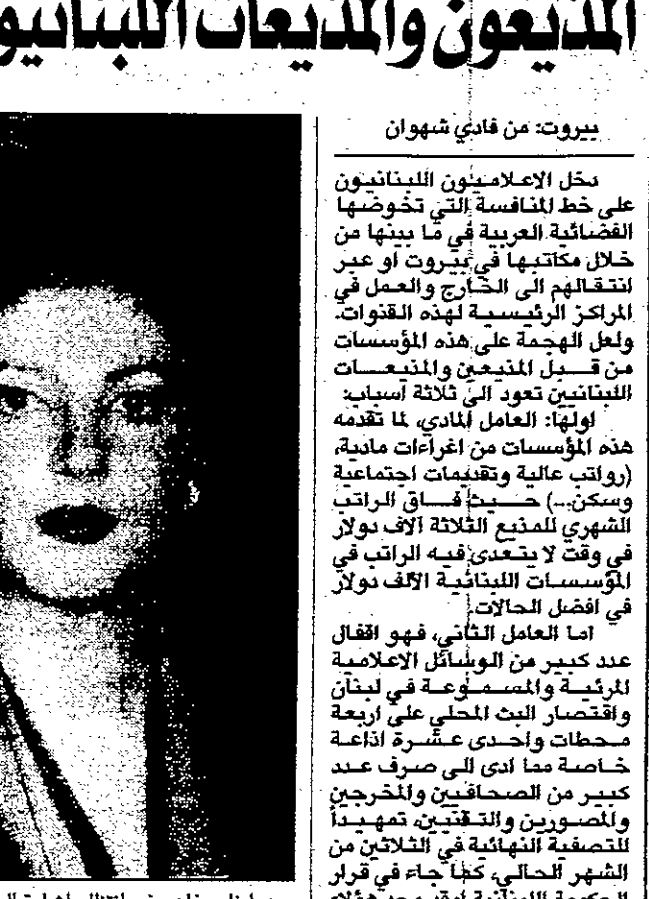 المذيعون والمذيعات اللبنانيو
بيروت: من فادي شهوان
دخل الاعلاميون اللبنانيون
على خط المنافسة التي تخوضها
الفضائية العربية في ما بينها من
خلال مكاتبها في بيروت او عبر
انتقالهم الى الخارج والعمل في
المراكز الرئيسية لهذه القنوات.
ولعل الهجمة على هذه المؤسسات
من قبل المذيعين والمذيعات
اللبنانيين تعود الى ثلاثة اسباب:
اولها: العامل المادي، لما تقدمه
هذه المؤسسات من اغراءات مادية،
(رواتب عالية وتقديمات اجتماعية
وسكن...) حيث فاق الراتب
الشهري للمذيع الثلاثة آلاف دولار
في وقت لا يتعدى فيه الراتب في
المؤسسات اللبنانية الألف دولار
في افضل الحالات.
اما العامل الثاني، فهو اقفال
عدد كبير من الوسائل الاعلامية
المرئية والمسموعة في لبنان
واقتصار البث المحلي على اربعة
محطات واحدى عشرة اذاعة
خاصة مما ادى الى صرف عدد
كبير من الصحافيين والمخرجين
والمصورين والتقنيين، تمهيداً
للتصفية النهائية في الثلاثين من
الشهر الحالي، كما جاء في قرار